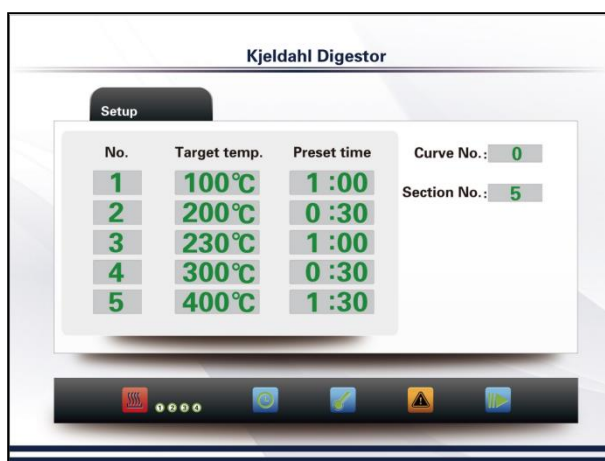 Kjeldahl Digestor
Setup
No. Target temp. Preset time
1 100℃ 1:00
2 200℃ 0:30
3 230℃ 1:00
4 300℃ 0:30
5 400℃ 1:30
Curve No.: 0
Section No.: 5
1 2 3 4